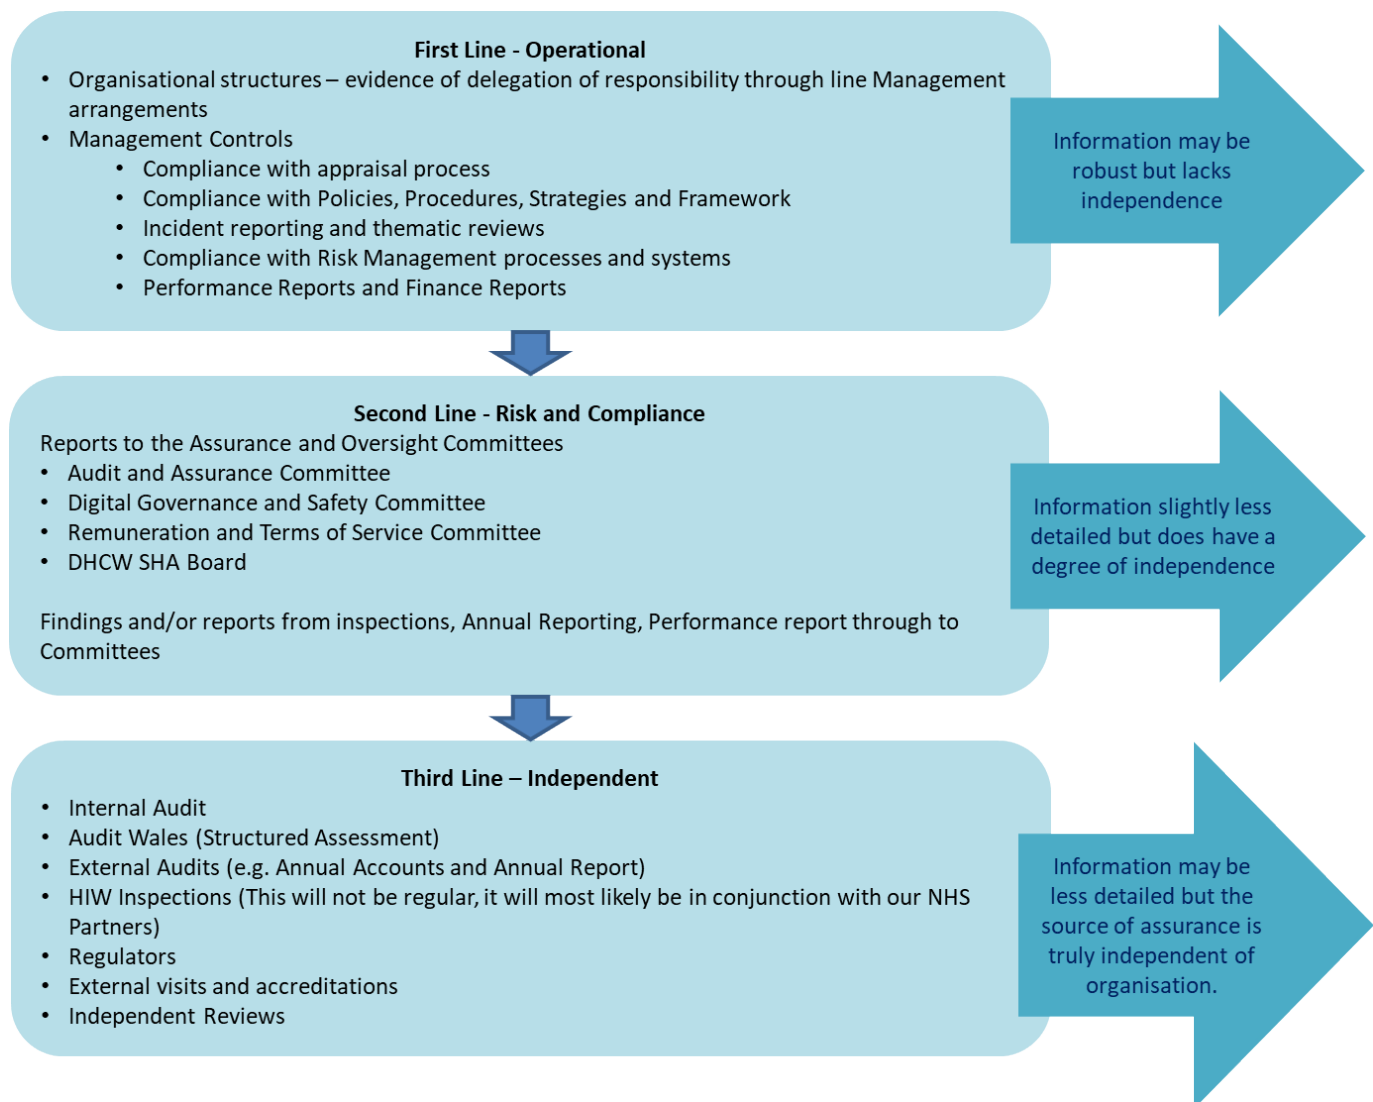 First Line - Operational
• Organisational structures – evidence of delegation of responsibility through line Management
arrangements
• Management Controls
• Compliance with appraisal process
• Compliance with Policies, Procedures, Strategies and Framework
• Incident reporting and thematic reviews
• Compliance with Risk Management processes and systems
• Performance Reports and Finance Reports
Information may be
robust but lacks
independence
Second Line - Risk and Compliance
Reports to the Assurance and Oversight Committees
• Audit and Assurance Committee
• Digital Governance and Safety Committee
• Remuneration and Terms of Service Committee
• DHCW SHA Board
Findings and/or reports from inspections, Annual Reporting, Performance report through to
Committees
Information slightly less
detailed but does have a
degree of independence
Third Line – Independent
• Internal Audit
• Audit Wales (Structured Assessment)
• External Audits (e.g. Annual Accounts and Annual Report)
• HIW Inspections (This will not be regular, it will most likely be in conjunction with our NHS
Partners)
• Regulators
• External visits and accreditations
• Independent Reviews
Information may be
less detailed but the
source of assurance is
truly independent of
organisation.